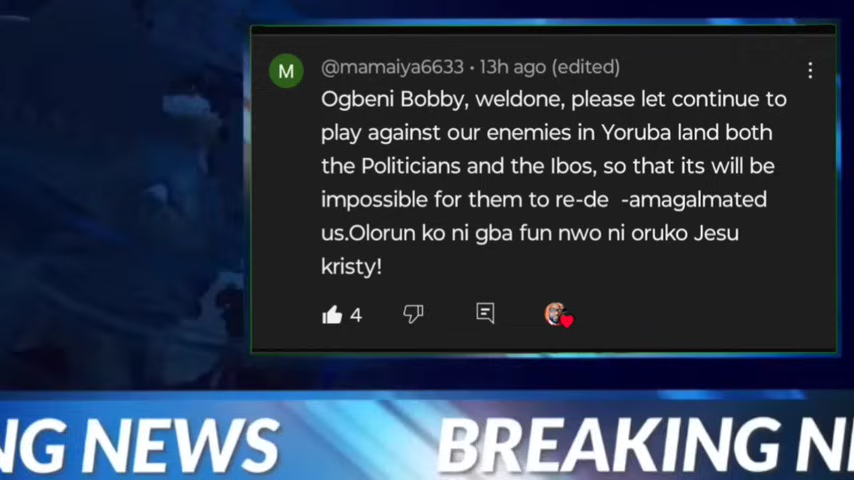 M
@mamaiya6633 • 13h ago (edited)
Ogbeni Bobby, weldone, please let continue to
play against our enemies in Yoruba land both
the Politicians and the Ibos, so that its will be
impossible for them to re-de -amagalmated
us.Olorun ko ni gba fun nwo ni oruko Jesu
kristy!
4
NG NEWS BREAKING NE